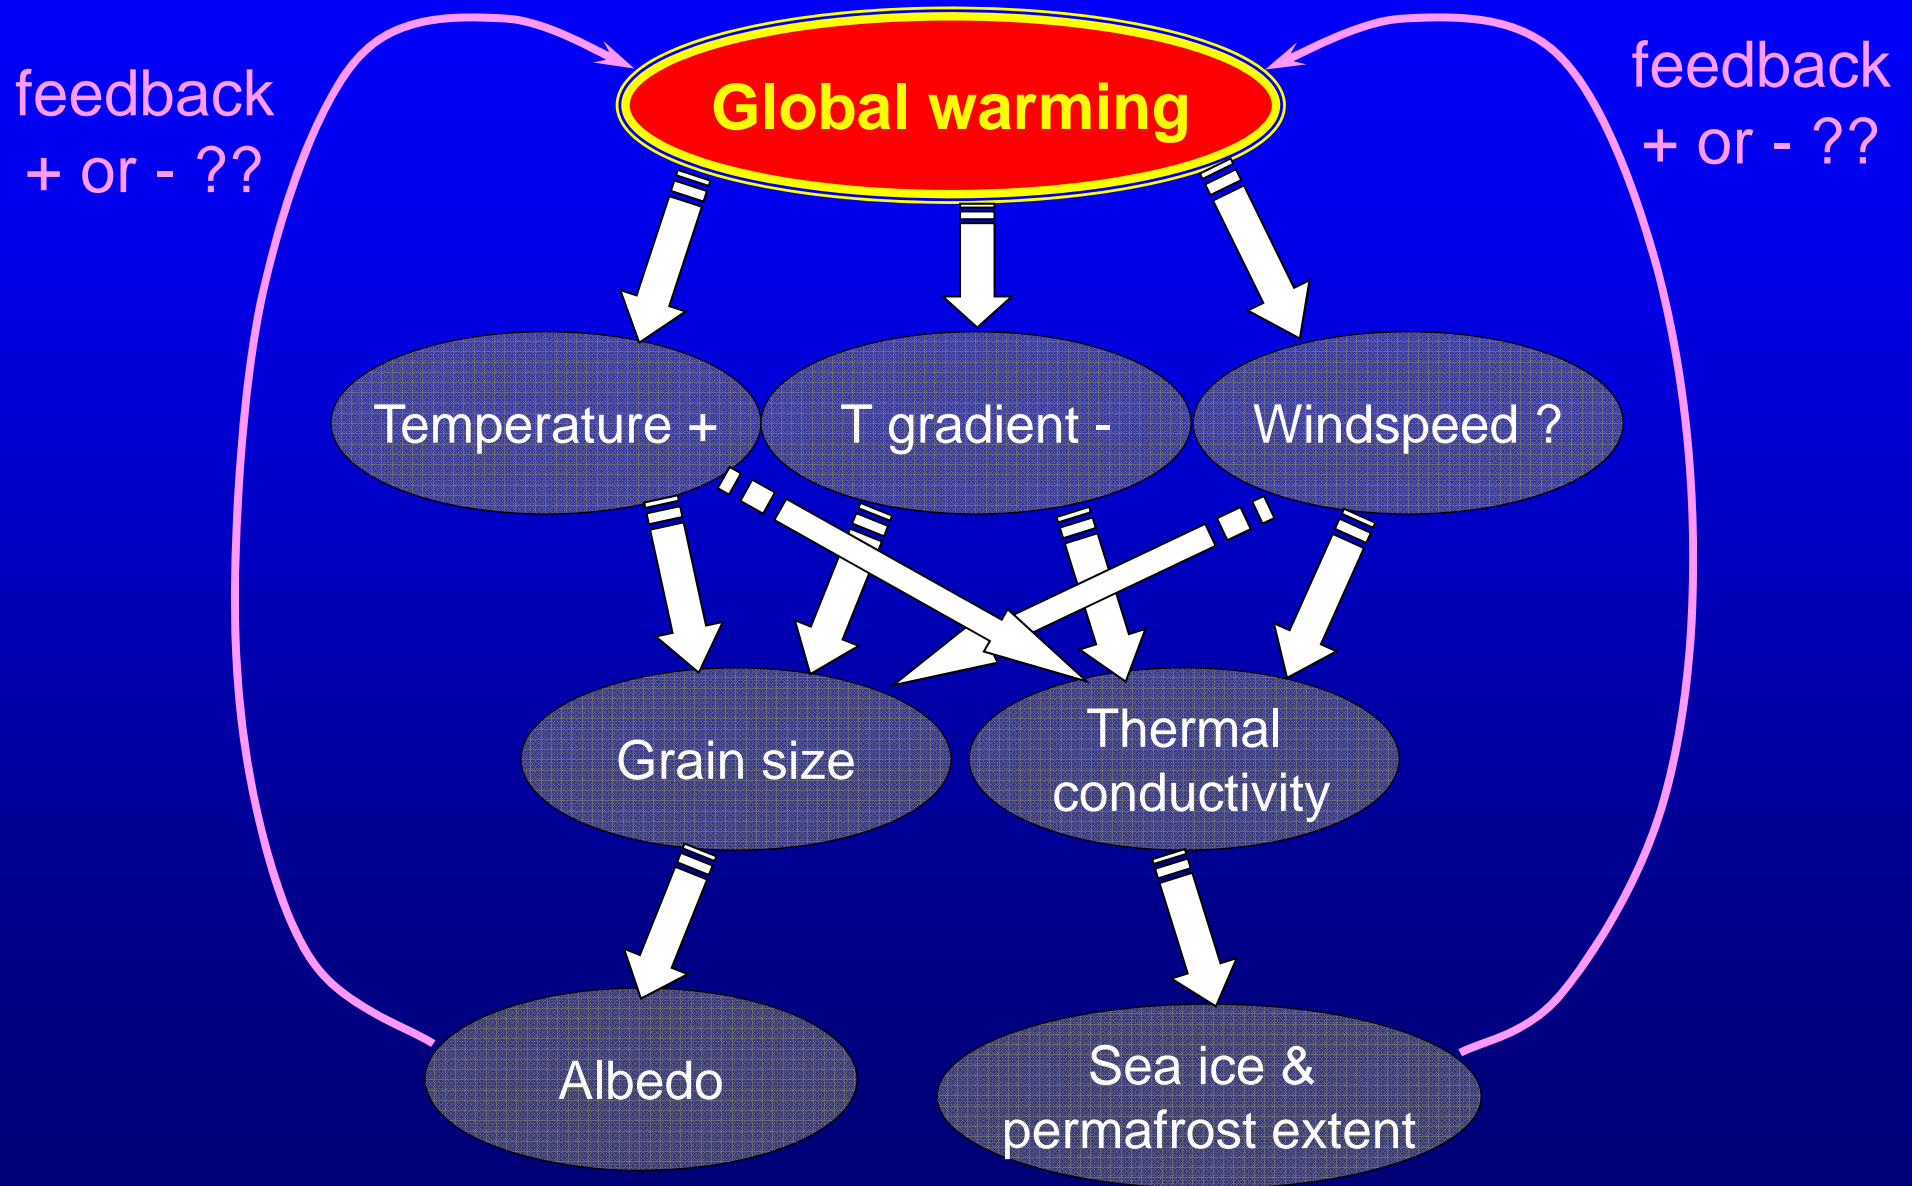 Global warming
feedback
+ or - ??
feedback
+ or - ??
Temperature +
T gradient -
Windspeed ?
Grain size
Thermal
conductivity
Albedo
Sea ice &
permafrost extent